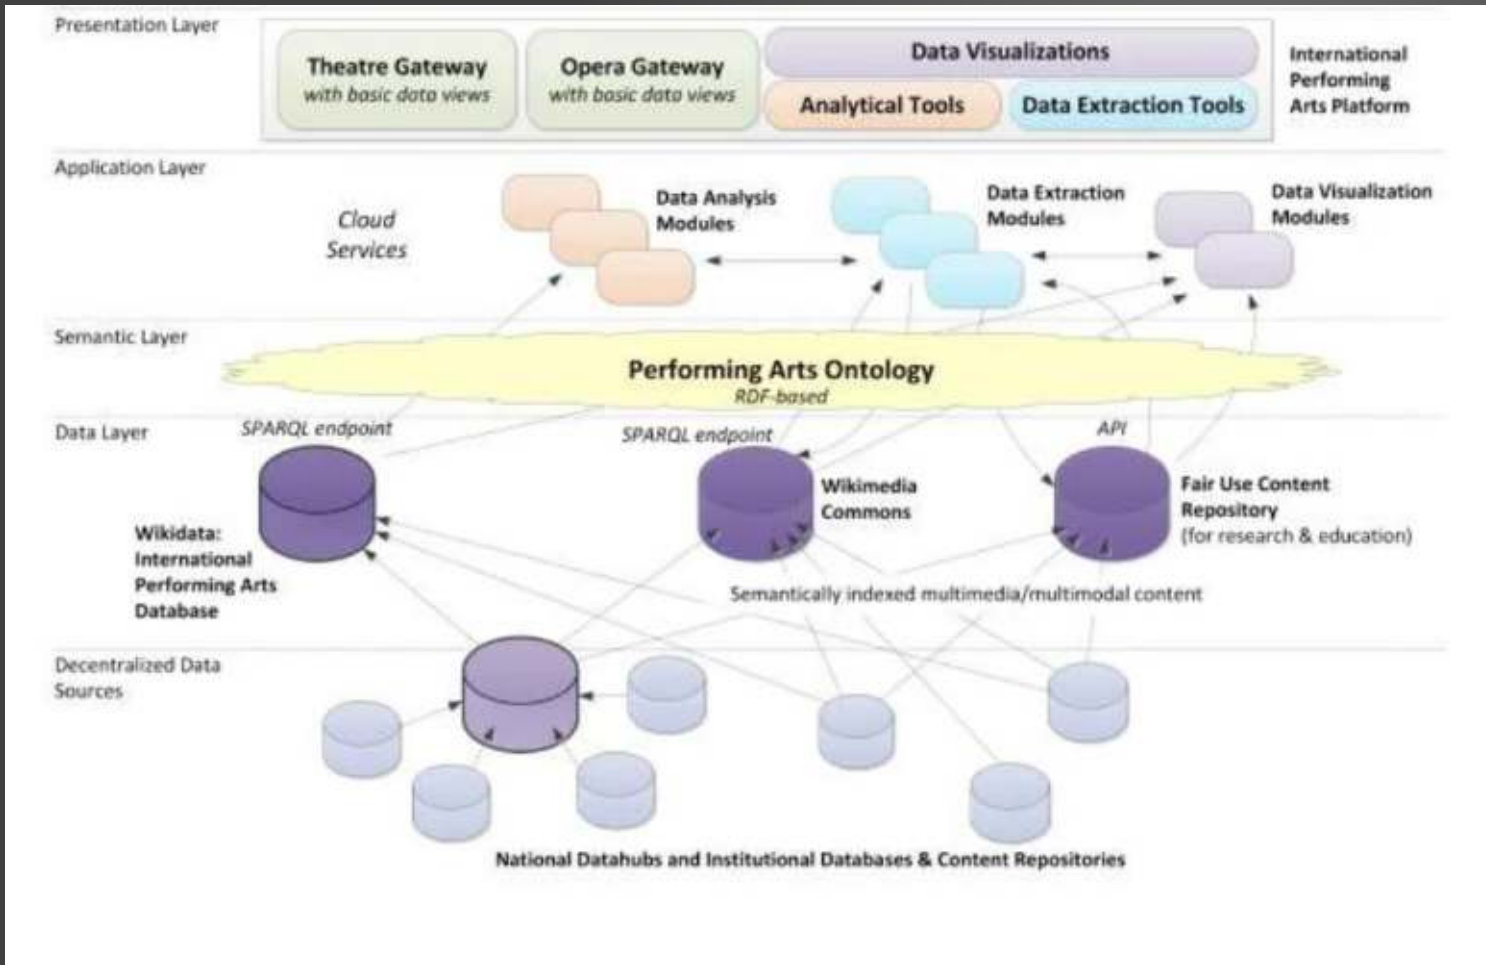 Presentation Layer
Theatre Gateway
with basic data views
Opera Gateway
with basic data views
Data Visualizations
Analytical Tools
Data Extraction Tools
International
Performing
Arts Platform
Application Layer
Cloud
Services
Data Analysis
Modules
Data Extraction
Modules
Data Visualization
Modules
Semantic Layer
Performing Arts Ontology
RDF-based
Data Layer
SPARQL endpoint
SPARQL endpoint
API
Wikidata:
International
Performing Arts
Database
Wikimedia
Commons
Fair Use Content
Repository
(for research & education)
Semantically indexed multimedia/multimodal content
Decentralized Data
Sources
National Datahubs and Institutional Databases & Content Repositories